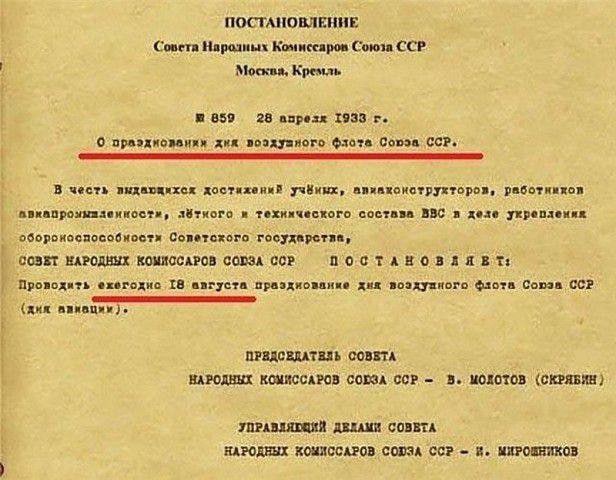 ПОСТАНОВЛЕНИЕ
Совета Народных Комиссаров Союза ССР
Москва, Кремль
№ 859 28 апреля 1933 г.
О праздновании дня воздушного флота Союза ССР.
В честь выдающихся достижений учёных, авиаконструкторов, работников
авиапромышленности, лётного и технического состава ВВС в деле укрепления
обороноспособности Советского государства,
СОВЕТ НАРОДНЫХ КОМИССАРОВ СОЮЗА ССР П О С Т А Н О В Л Я Е Т:
Проводить ежегодно 18 августа празднование дня воздушного флота Союза ССР
(дня авиации).
ПРЕДСЕДАТЕЛЬ СОВЕТА
НАРОДНЫХ КОМИССАРОВ СОЮЗА ССР - В. МОЛОТОВ (СКРЯБИН)
УПРАВЛЯЮЩИЙ ДЕЛАМИ СОВЕТА
НАРОДНЫХ КОМИССАРОВ СОЮЗА ССР - И. МИРОШНИКОВ